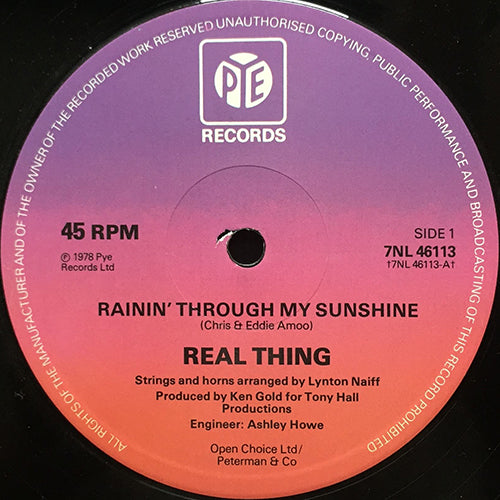 ALL RIGHTS OF THE MANUFACTURER AND OF THE OWNER OF THE RECORDED WORK RESERVED UNAUTHORISED COPYING, PUBLIC PERFORMANCE AND BROADCASTING OF THIS RECORD PROHIBITED
PYE
RECORDS
45 RPM
SIDE 1
Ⓟ 1978 Pye
Records Ltd
7NL 46113
†7NL 46113-A†
RAININ' THROUGH MY SUNSHINE
(Chris & Eddie Amoo)
REAL THING
Strings and horns arranged by Lynton Naiff
Produced by Ken Gold for Tony Hall
Productions
Engineer: Ashley Howe
Open Choice Ltd/
Peterman & Co